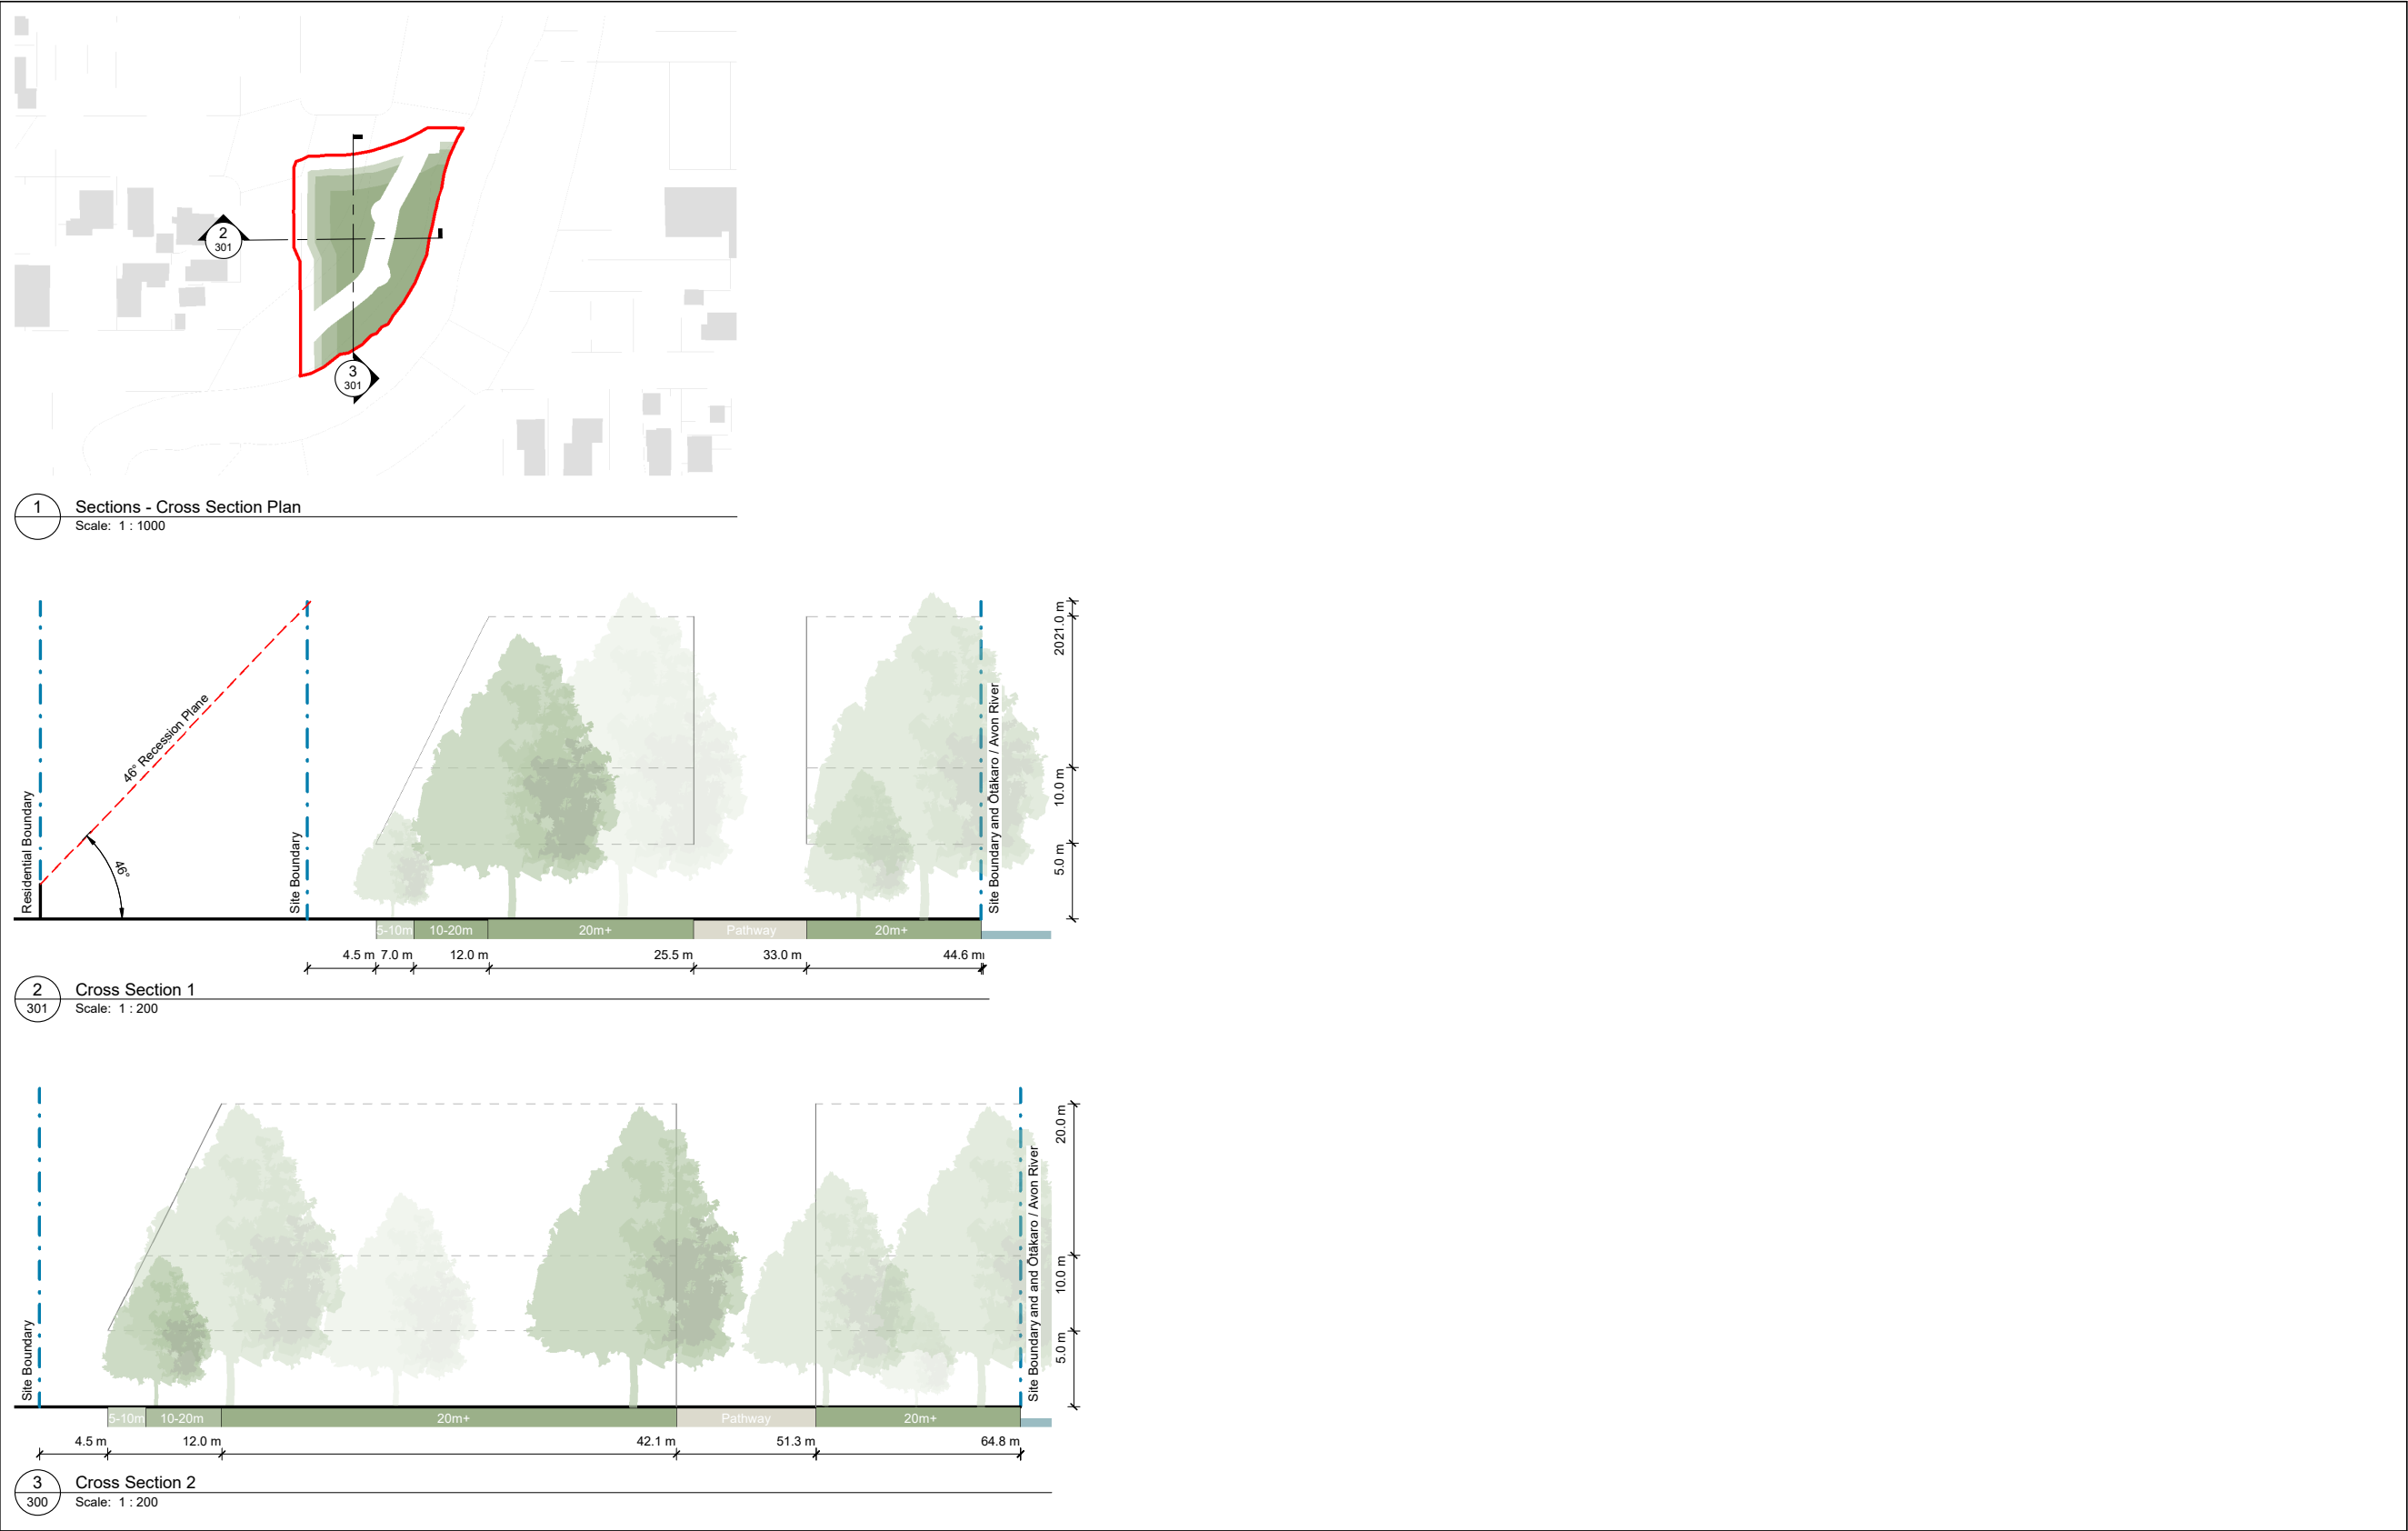 2
301
3
301
1
Sections - Cross Section Plan
Scale: 1 : 1000
Residential Boundary
46° Recession Plane
46°
Site Boundary
Site Boundary and Ōtākaro / Avon River
2021.0 m
10.0 m
5.0 m
5-10m
10-20m
20m+
Pathway
20m+
4.5 m
7.0 m
12.0 m
25.5 m
33.0 m
44.6 m
2
301
Cross Section 1
Scale: 1 : 200
Site Boundary
Site Boundary and and Ōtākaro / Avon River
20.0 m
10.0 m
5.0 m
5-10m
10-20m
20m+
Pathway
20m+
4.5 m
12.0 m
42.1 m
51.3 m
64.8 m
3
300
Cross Section 2
Scale: 1 : 200